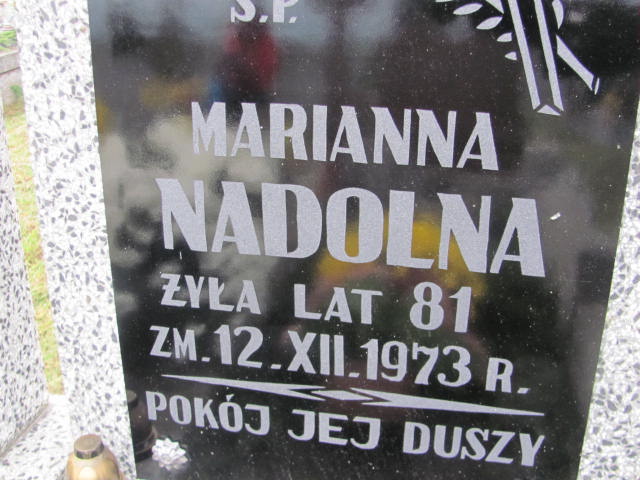 Ś.P.
MARIANNA
NADOLNA
ŻYŁA LAT 81
ZM. 12. XII. 1973 R.
POKÓJ JEJ DUSZY